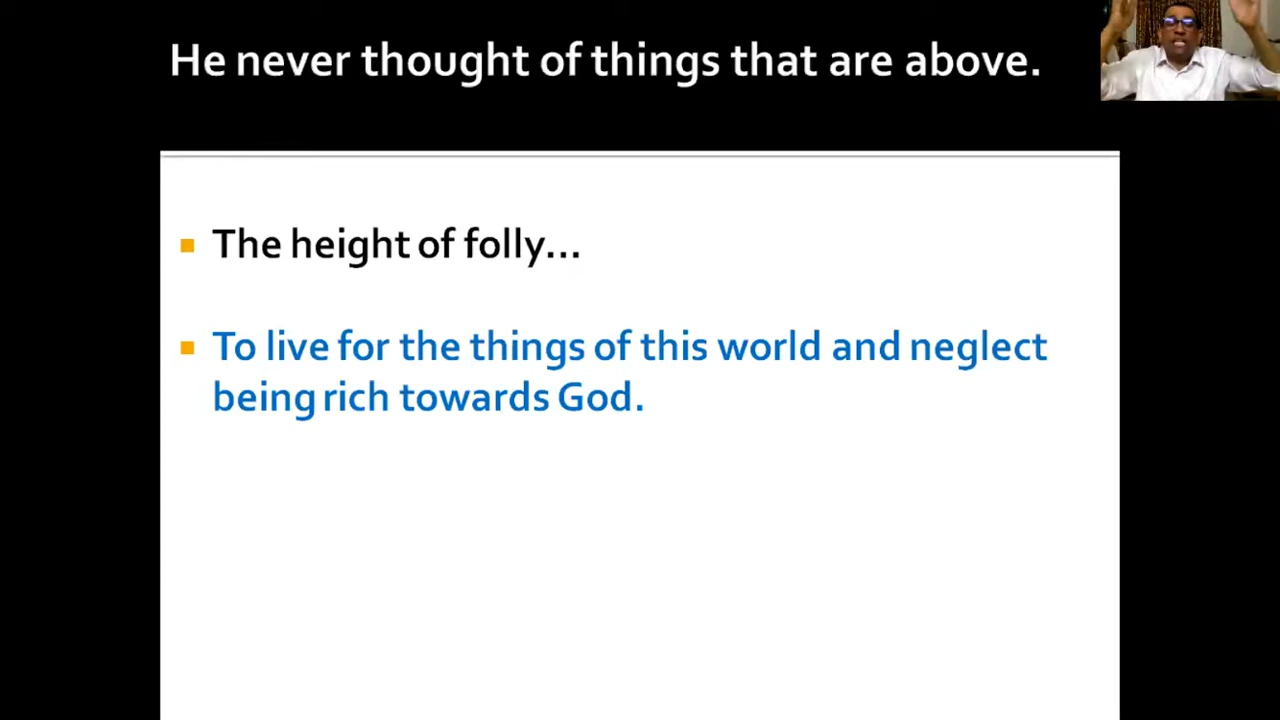 He never thought of things that are above.
The height of folly...
To live for the things of this world and neglect
being rich towards God.